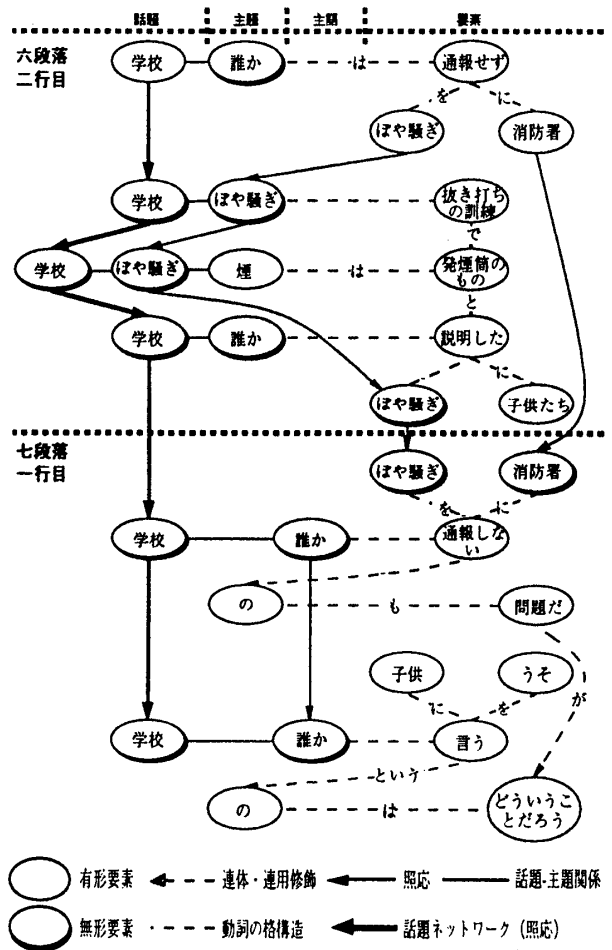 話題 主題 主題 要素
六段落
二行目
学校 誰か は 通報せず
を に
ぼや騒ぎ 消防署
学校 ぼや騒ぎ 抜き打ち
の訓練
で
学校 ぼや騒ぎ 煙 は 発煙筒の
もの
と
学校 誰か 説明した
に
ぼや騒ぎ 子供たち
七段落
一行目
ぼや騒ぎ 消防署
を に
学校 誰か 通報しな
い
の も 問題だ
子供 うそ
に を が
学校 誰か 言う
という
の は どういうこ
とだろう
有形要素 連体・連用修飾 照応 話題-主題関係
無形要素 動詞の格構造 話題ネットワーク (照応)